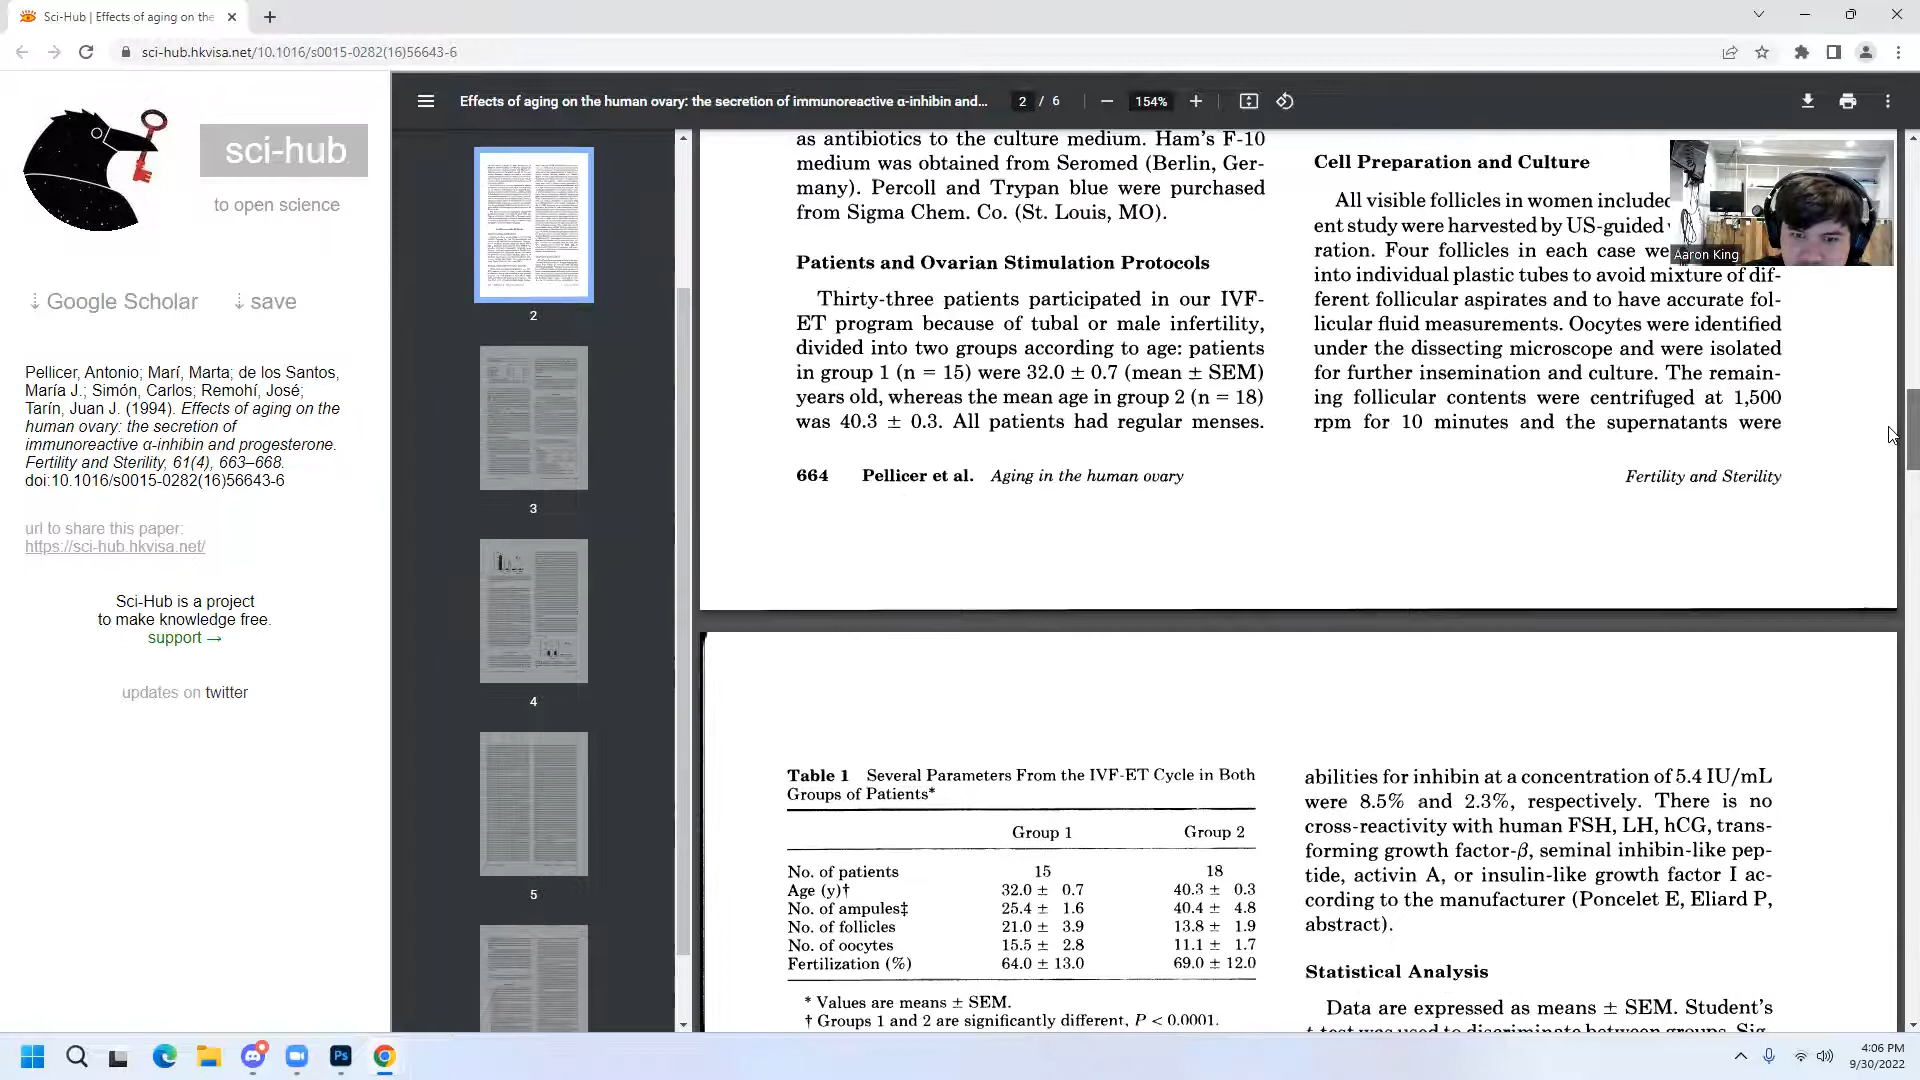 Sci-Hub | Effects of aging on the
sci-hub.hkvisa.net/10.1016/s0015-0282(16)56643-6
sci-hub
to open science
⇣ Google Scholar ⇣ save
Pellicer, Antonio; Marí, Marta; de los Santos,
María J.; Simón, Carlos; Remohí, José;
Tarín, Juan J. (1994). Effects of aging on the
human ovary: the secretion of
immunoreactive α-inhibin and progesterone.
Fertility and Sterility, 61(4), 663–668.
doi:10.1016/s0015-0282(16)56643-6
url to share this paper:
https://sci-hub.hkvisa.net/
Sci-Hub is a project
to make knowledge free.
support →
updates on twitter
Effects of aging on the human ovary: the secretion of immunoreactive α-inhibin and...
2 / 6
154%
2
3
4
5
as antibiotics to the culture medium. Ham's F-10
medium was obtained from Seromed (Berlin, Ger-
many). Percoll and Trypan blue were purchased
from Sigma Chem. Co. (St. Louis, MO).
Patients and Ovarian Stimulation Protocols
Thirty-three patients participated in our IVF-
ET program because of tubal or male infertility,
divided into two groups according to age: patients
in group 1 (n = 15) were 32.0 ± 0.7 (mean ± SEM)
years old, whereas the mean age in group 2 (n = 18)
was 40.3 ± 0.3. All patients had regular menses.
Cell Preparation and Culture
All visible follicles in women included
ent study were harvested by US-guided
ration. Four follicles in each case we
into individual plastic tubes to avoid mixture of dif-
ferent follicular aspirates and to have accurate fol-
licular fluid measurements. Oocytes were identified
under the dissecting microscope and were isolated
for further insemination and culture. The remain-
ing follicular contents were centrifuged at 1,500
rpm for 10 minutes and the supernatants were
Aaron King
664 Pellicer et al. Aging in the human ovary
Fertility and Sterility
Table 1 Several Parameters From the IVF-ET Cycle in Both
Groups of Patients*
Group 1 Group 2
No. of patients 15 18
Age (y)† 32.0 ± 0.7 40.3 ± 0.3
No. of ampules‡ 25.4 ± 1.6 40.4 ± 4.8
No. of follicles 21.0 ± 3.9 13.8 ± 1.9
No. of oocytes 15.5 ± 2.8 11.1 ± 1.7
Fertilization (%) 64.0 ± 13.0 69.0 ± 12.0
* Values are means ± SEM.
† Groups 1 and 2 are significantly different, P < 0.0001.
abilities for inhibin at a concentration of 5.4 IU/mL
were 8.5% and 2.3%, respectively. There is no
cross-reactivity with human FSH, LH, hCG, trans-
forming growth factor-β, seminal inhibin-like pep-
tide, activin A, or insulin-like growth factor I ac-
cording to the manufacturer (Poncelet E, Eliard P,
abstract).
Statistical Analysis
Data are expressed as means ± SEM. Student's
t-test was used to discriminate between groups. Sig-
Ps
4:06 PM
9/30/2022